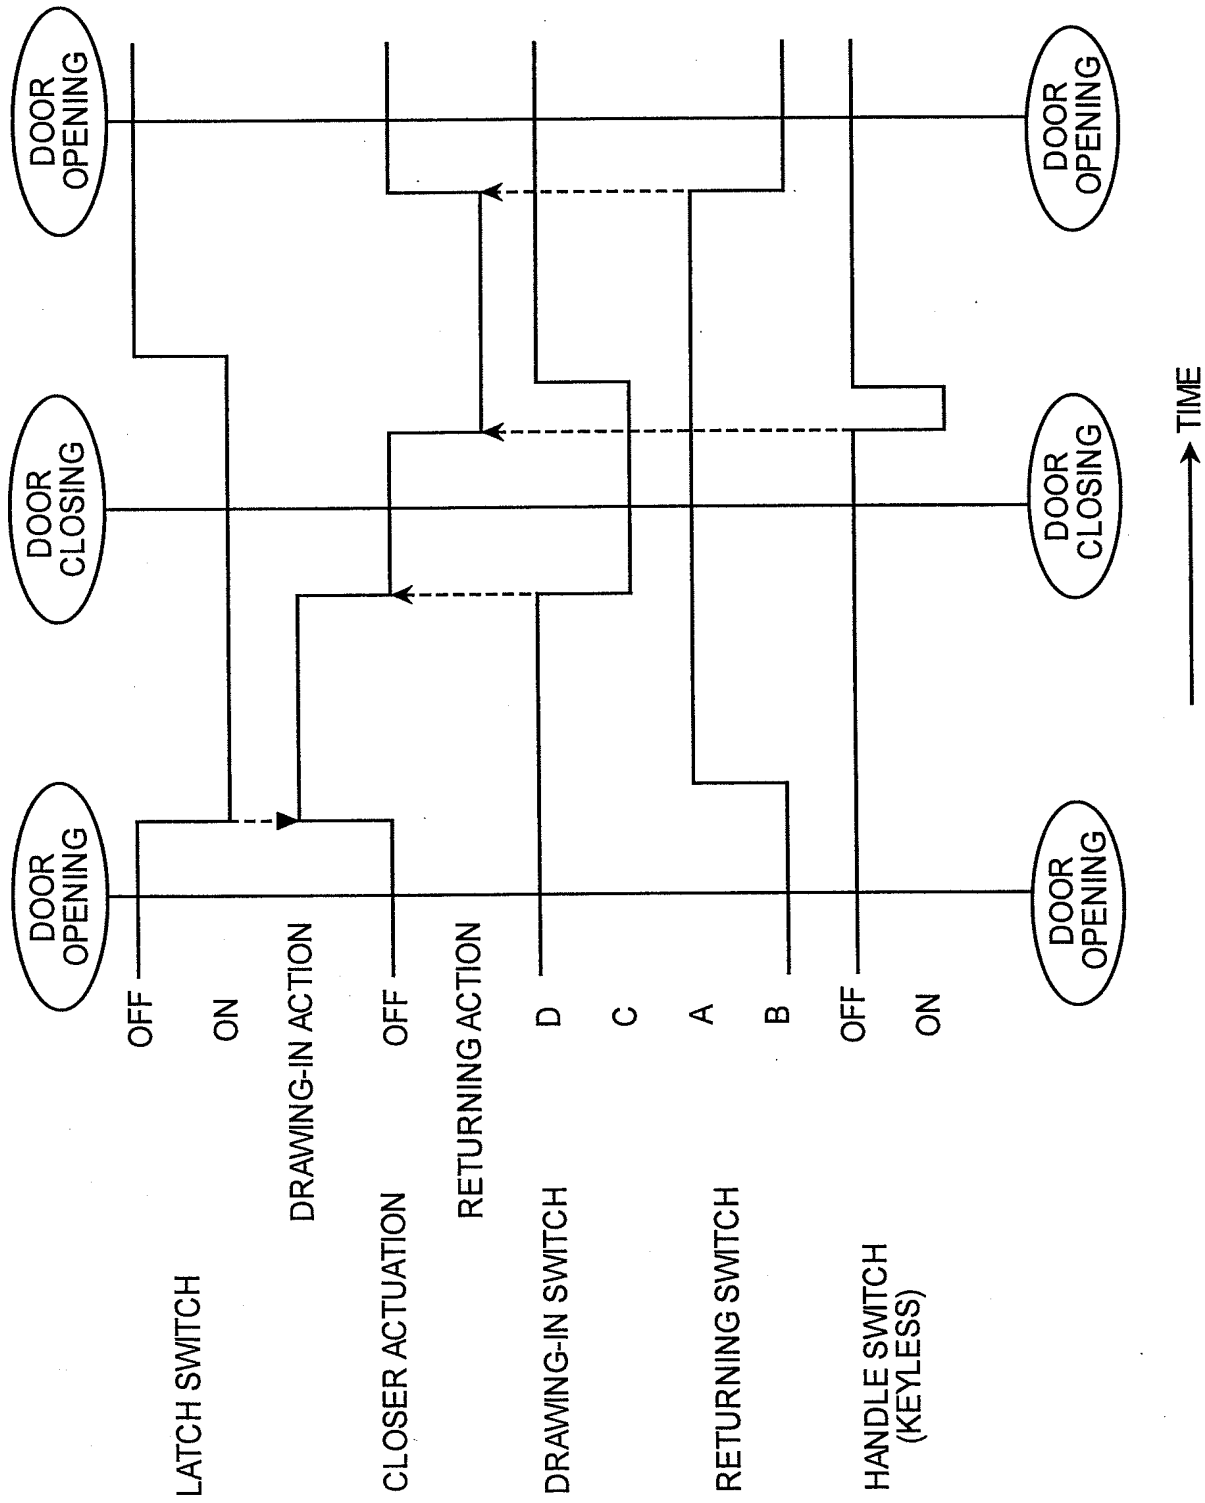 DOOR
OPENING
DOOR
CLOSING
DOOR
OPENING
LATCH SWITCH
OFF
ON
CLOSER ACTUATION
DRAWING-IN ACTION
OFF
RETURNING ACTION
DRAWING-IN SWITCH
D
C
RETURNING SWITCH
A
B
HANDLE SWITCH
(KEYLESS)
OFF
ON
DOOR
OPENING
DOOR
CLOSING
DOOR
OPENING
TIME